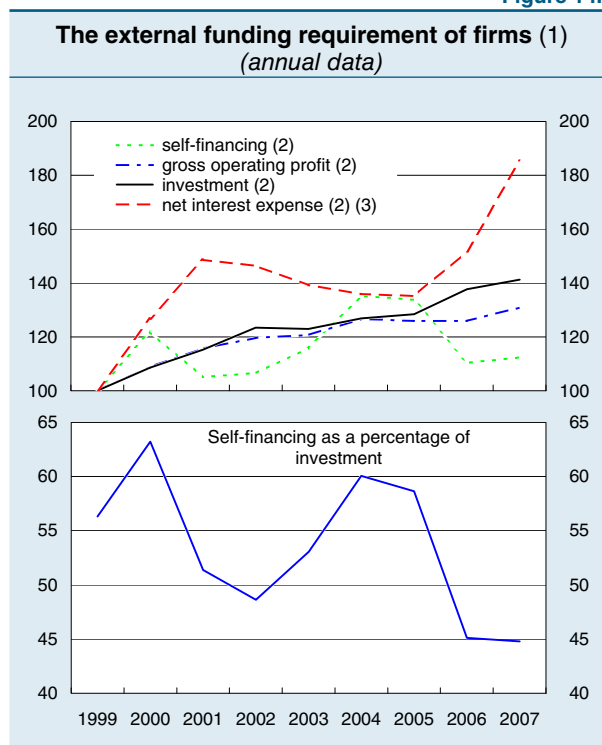 The external funding requirement of firms (1)
(annual data)
200 200
self-financing (2)
gross operating profit (2)
180 180
investment (2)
net interest expense (2) (3)
160 160
140 140
120 120
100 100
65 65
Self-financing as a percentage of
investment
60 60
55 55
50 50
45 45
40 40
1999 2000 2001 2002 2003 2004 2005 2006 2007